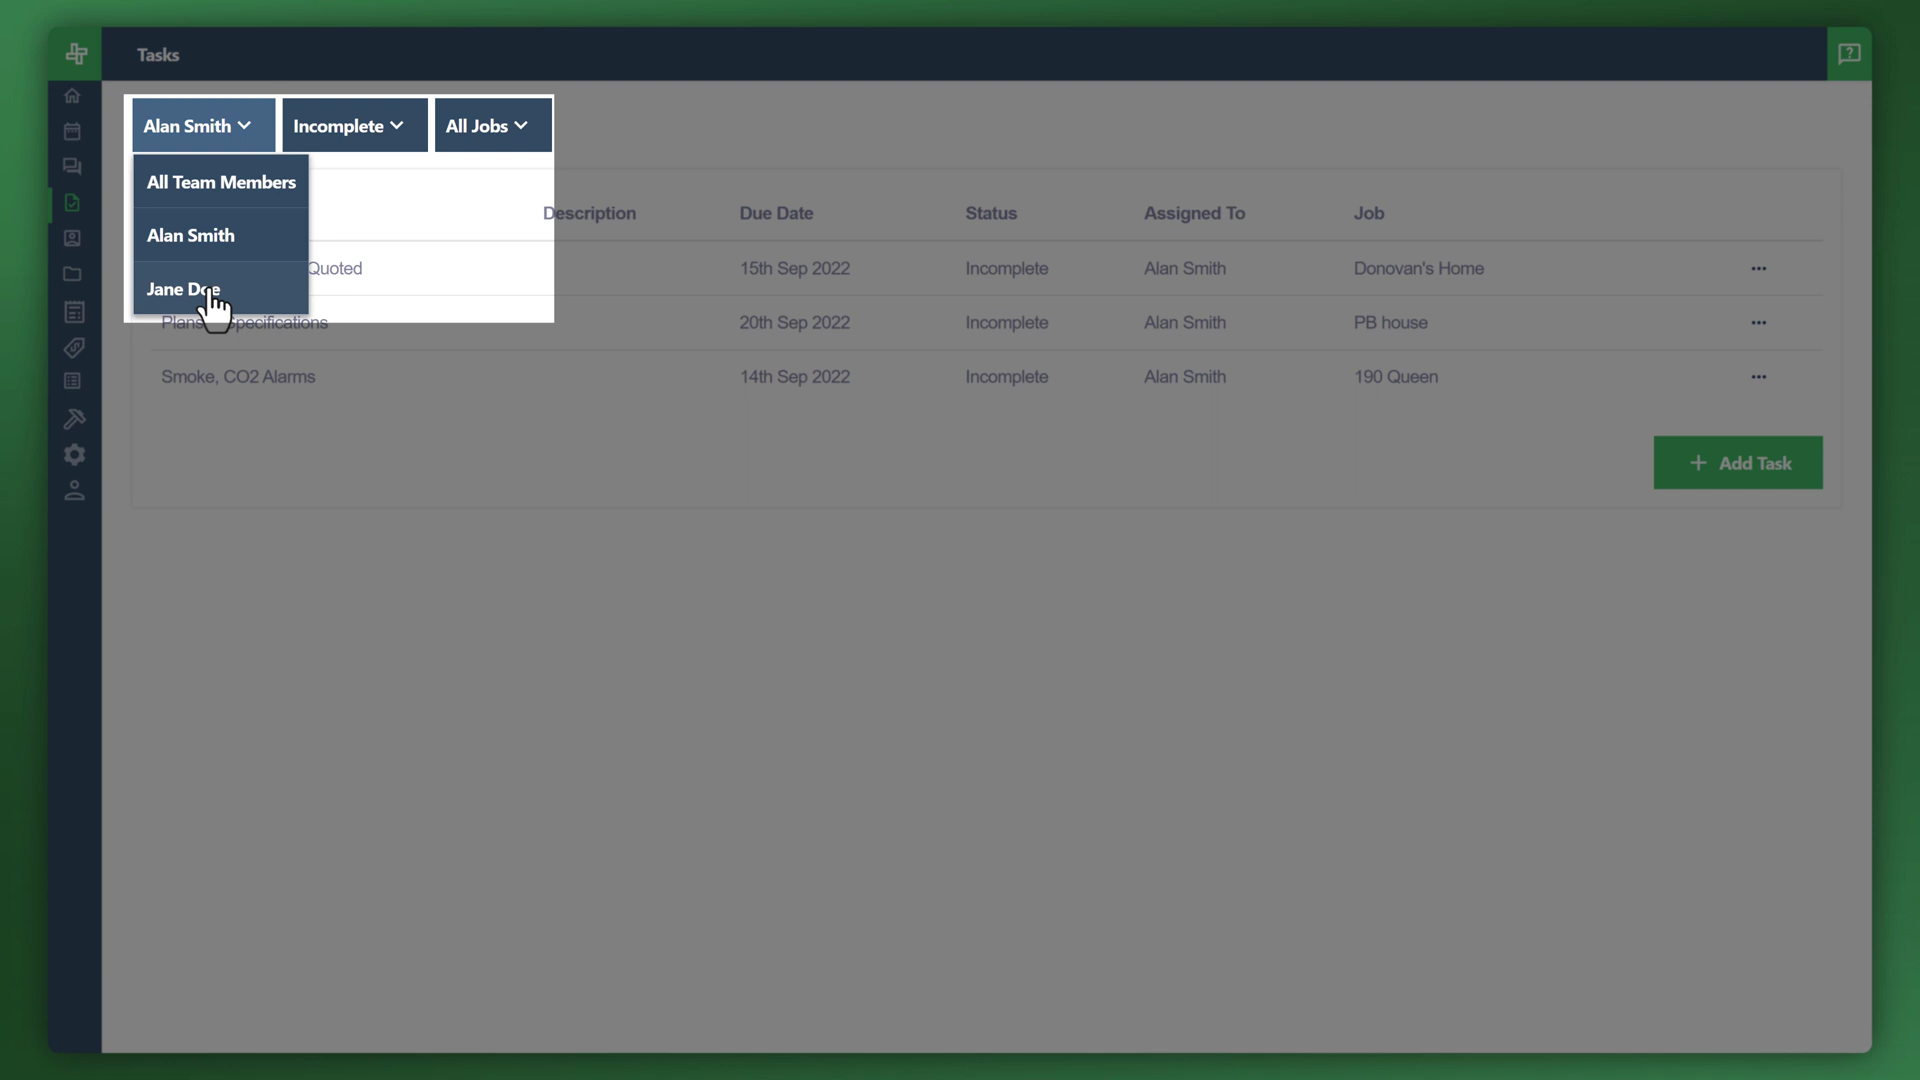 Tasks
Alan Smith Incomplete All Jobs
All Team Members
Alan Smith
Jane Doe
Description Due Date Status Assigned To Job
Quoted 15th Sep 2022 Incomplete Alan Smith Donovan's Home
Plans Specifications 20th Sep 2022 Incomplete Alan Smith PB house
Smoke, CO2 Alarms 14th Sep 2022 Incomplete Alan Smith 190 Queen
+ Add Task